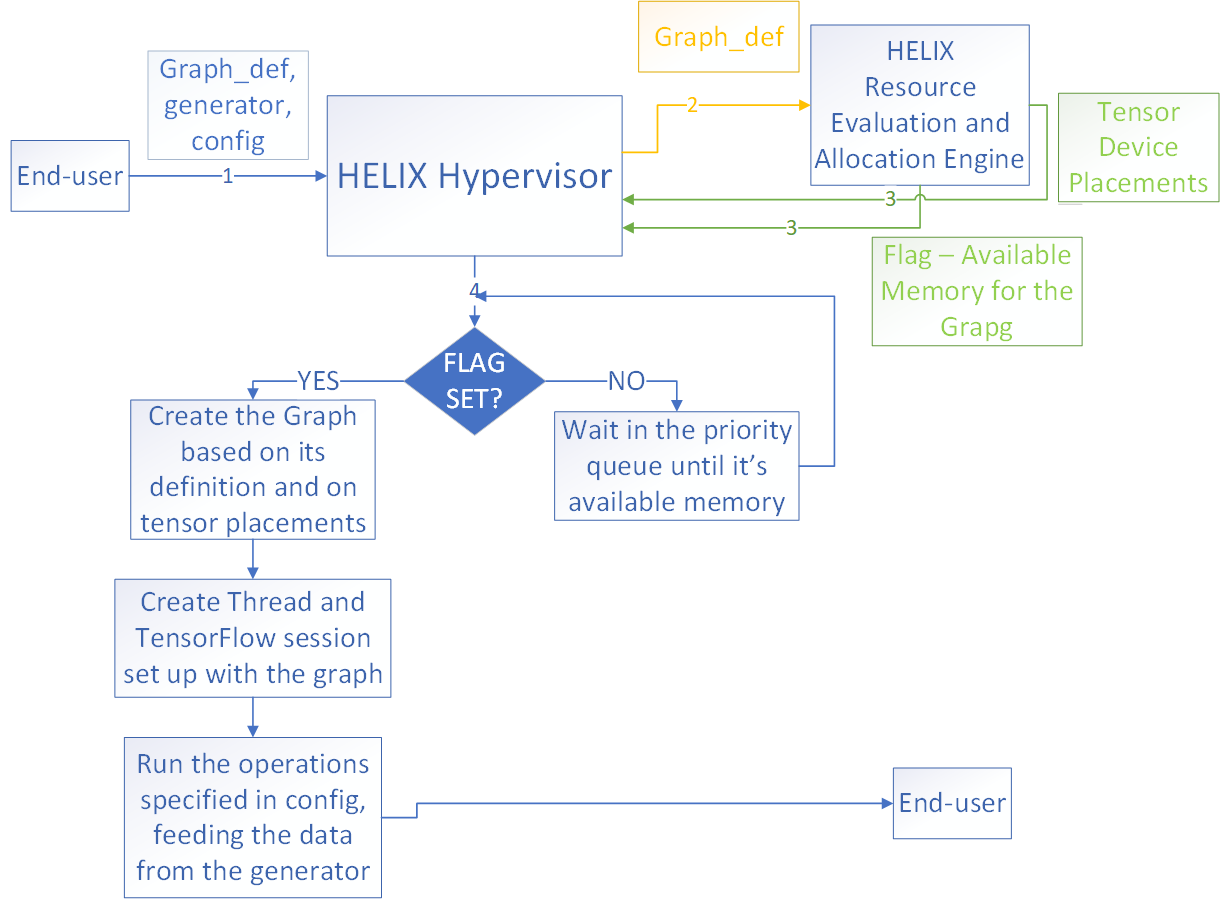 Graph_def,
generator,
config
End-user
1
HELIX Hypervisor
Graph_def
2
HELIX
Resource
Evaluation and
Allocation Engine
Tensor
Device
Placements
3
3
Flag – Available
Memory for the
Grapg
4
FLAG
SET?
YES
NO
Create the Graph
based on its
definition and on
tensor placements
Wait in the priority
queue until it's
available memory
Create Thread and
TensorFlow session
set up with the graph
Run the operations
specified in config,
feeding the data
from the generator
End-user